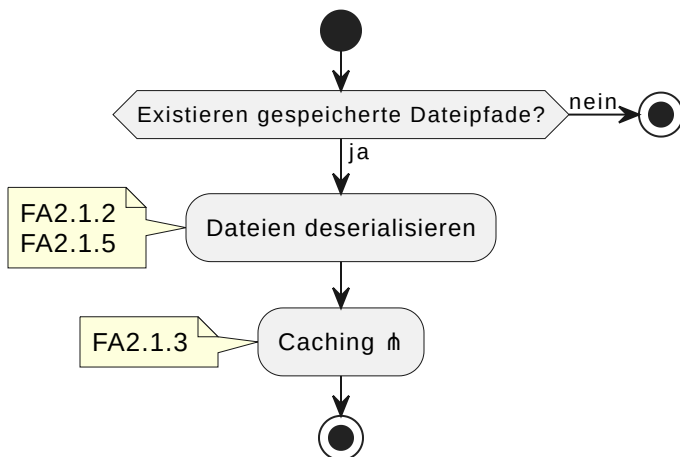 Existieren gespeicherte Dateipfade?
nein
ja
FA2.1.2
FA2.1.5
Dateien deserialisieren
FA2.1.3
Caching ⋔